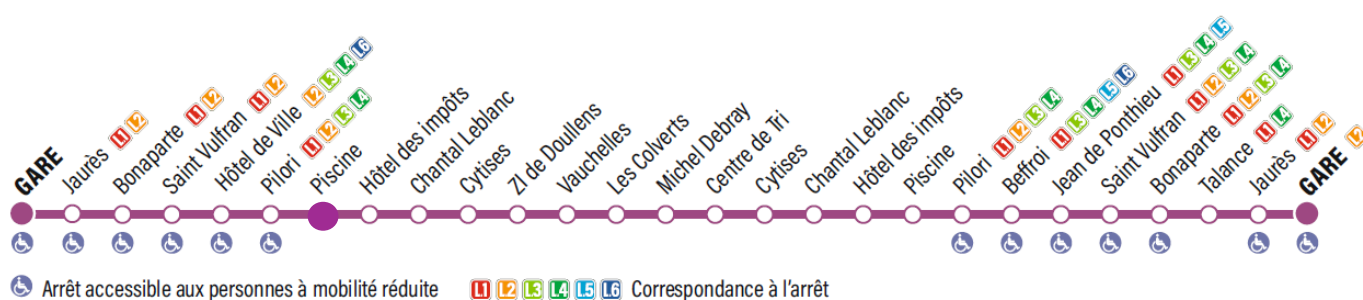 GARE
Jaurès L1 L2
Bonaparte L1 L2
Saint Vulfran L1 L2
Hôtel de Ville L2 L3 L4 L6
Pilori L1 L2 L3 L4
Piscine
Hôtel des impôts
Chantal Leblanc
Cytises
ZI de Doullens
Vauchelles
Les Colverts
Michel Debray
Centre de Tri
Cytises
Chantal Leblanc
Hôtel des impôts
Piscine
Pilori L1 L2 L3 L4
Beffroi L1 L3 L4 L5 L6
Jean de Ponthieu L1 L3 L4 L5
Saint Vulfran L1 L2 L3 L4
Bonaparte L1 L2 L3 L4
Talance L1 L4
Jaurès L1 L2
GARE L2
Arrêt accessible aux personnes à mobilité réduite L1 L2 L3 L4 L5 L6 Correspondance à l'arrêt